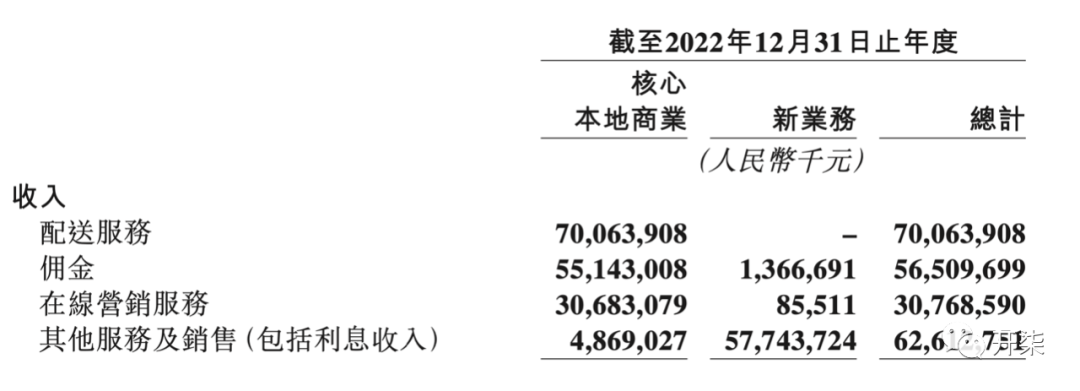 截至2022年12月31日止年度
核心
本地商業 新業務 總計
(人民幣千元)
收入
配送服務 70,063,908 – 70,063,908
佣金 55,143,008 1,366,691 56,509,699
在線營銷服務 30,683,079 85,511 30,768,590
其他服務及銷售(包括利息收入) 4,869,027 57,743,724
开柒